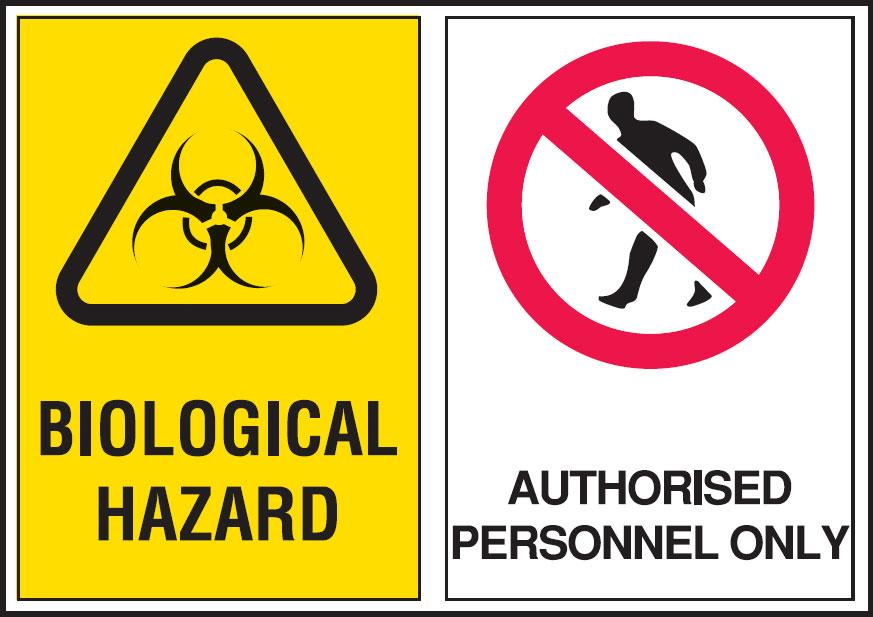 BIOLOGICAL
HAZARD
AUTHORISED
PERSONNEL ONLY